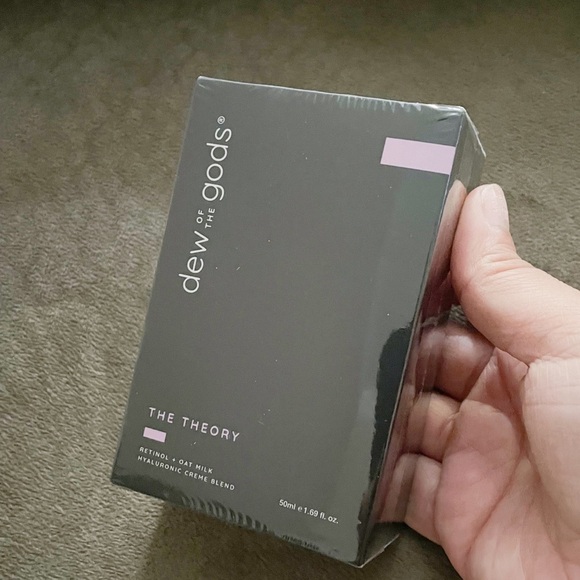 dew OF THE gods®
THE THEORY
RETINOL + OAT MILK
HYALURONIC CREME BLEND
50ml e 1.69 fl. oz.